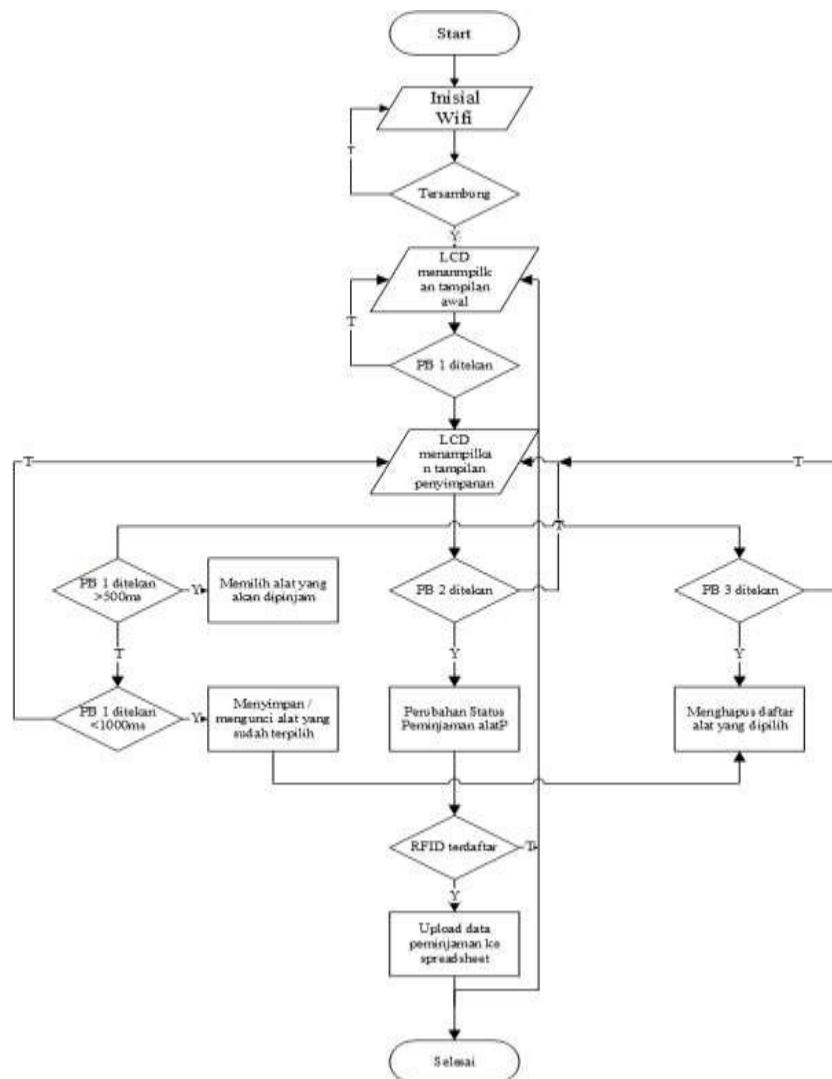 Start
Inisial
Wifi
T
Tersambung
Y
LCD
menanmpilk
an tampilan
awal
T
PB 1 ditekan
LCD
menampilka
n tampilan
penyimpanan
T
T
T
PB 1 ditekan
>500ms
Y
Memilih alat yang
akan dipinjam
PB 2 ditekan
PB 3 ditekan
T
Y
Y
PB 1 ditekan
<1000ms
Y
Menyimpan /
mengunci alat yang
sudah terpilih
Perubahan Status
Peminjaman alatP
Menghapus daftar
alat yang dipilih
RFID terdaftar
T
Y
Upload data
peminjaman ke
spreadsheet
Selesai